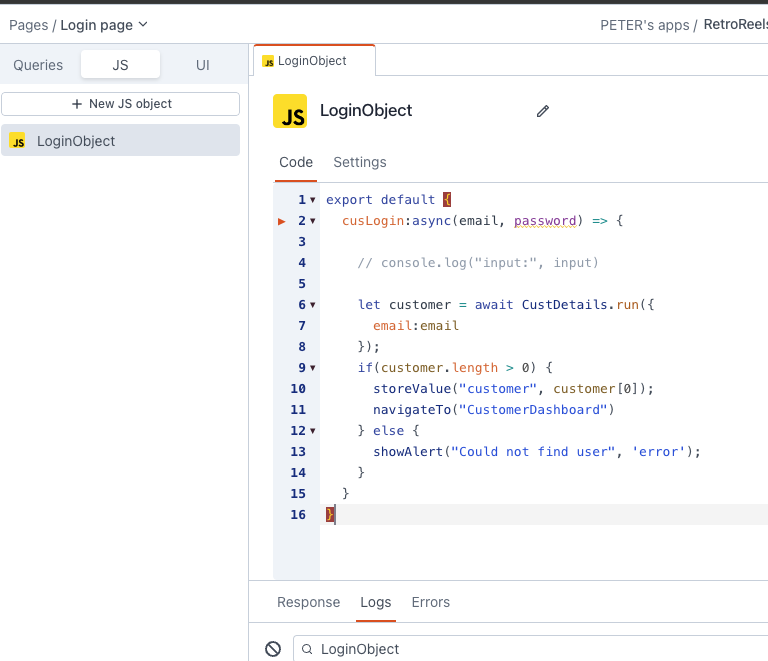 Pages / Login page
PETER's apps / RetroReels
Queries
JS
UI
JS LoginObject
+ New JS object
JS LoginObject
JS LoginObject
Code
Settings
1 export default {
2 cusLogin:async(email, password) => {
3
4 // console.log("input:", input)
5
6 let customer = await CustDetails.run({
7 email:email
8 });
9 if(customer.length > 0) {
10 storeValue("customer", customer[0]);
11 navigateTo("CustomerDashboard")
12 } else {
13 showAlert("Could not find user", 'error');
14 }
15 }
16 }
Response
Logs
Errors
LoginObject